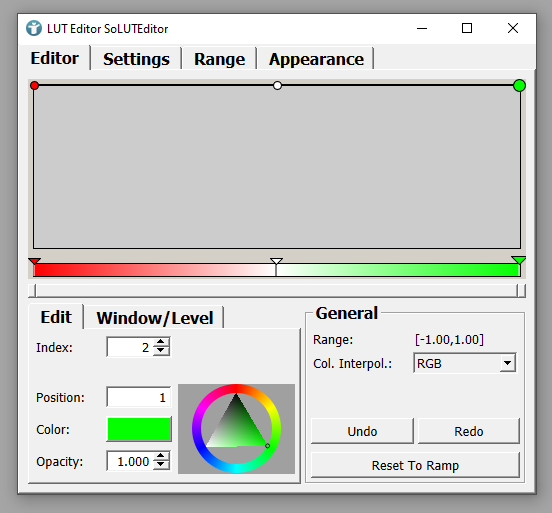 LUT Editor SoLUTEditor
Editor Settings Range Appearance
Edit Window/Level
Index: 2
Position: 1
Color:
Opacity: 1.000
General
Range: [-1.00,1.00]
Col. Interpol.: RGB
Undo Redo
Reset To Ramp